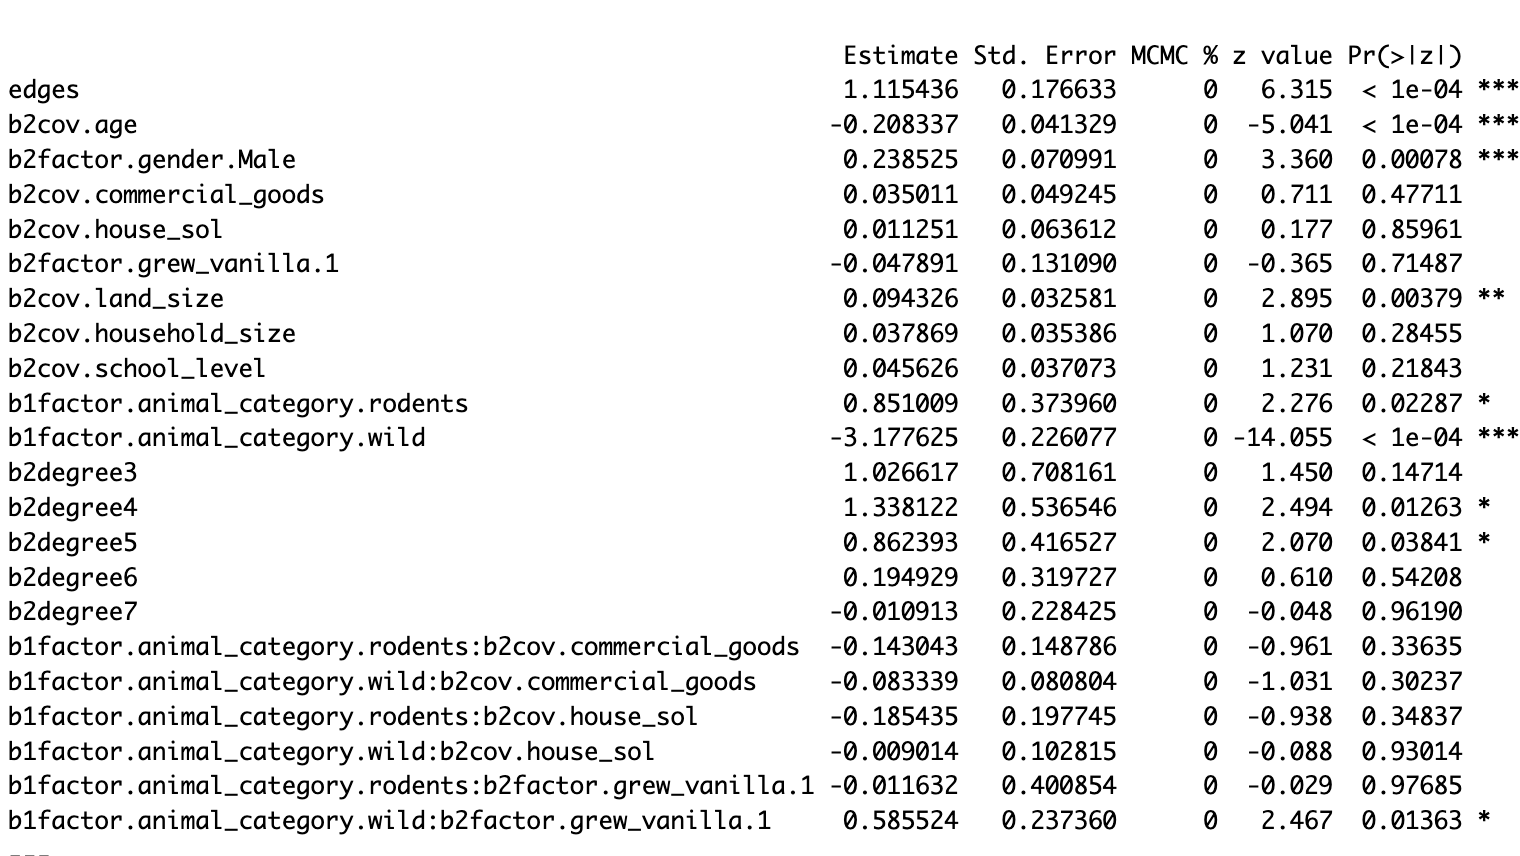 Estimate Std. Error MCMC % z value Pr(>|z|)
edges 1.115436 0.176633 0 6.315 < 1e-04 ***
b2cov.age -0.208337 0.041329 0 -5.041 < 1e-04 ***
b2factor.gender.Male 0.238525 0.070991 0 3.360 0.00078 ***
b2cov.commercial_goods 0.035011 0.049245 0 0.711 0.47711
b2cov.house_sol 0.011251 0.063612 0 0.177 0.85961
b2factor.grew_vanilla.1 -0.047891 0.131090 0 -0.365 0.71487
b2cov.land_size 0.094326 0.032581 0 2.895 0.00379 **
b2cov.household_size 0.037869 0.035386 0 1.070 0.28455
b2cov.school_level 0.045626 0.037073 0 1.231 0.21843
b1factor.animal_category.rodents 0.851009 0.373960 0 2.276 0.02287 *
b1factor.animal_category.wild -3.177625 0.226077 0 -14.055 < 1e-04 ***
b2degree3 1.026617 0.708161 0 1.450 0.14714
b2degree4 1.338122 0.536546 0 2.494 0.01263 *
b2degree5 0.862393 0.416527 0 2.070 0.03841 *
b2degree6 0.194929 0.319727 0 0.610 0.54208
b2degree7 -0.010913 0.228425 0 -0.048 0.96190
b1factor.animal_category.rodents:b2cov.commercial_goods -0.143043 0.148786 0 -0.961 0.33635
b1factor.animal_category.wild:b2cov.commercial_goods -0.083339 0.080804 0 -1.031 0.30237
b1factor.animal_category.rodents:b2cov.house_sol -0.185435 0.197745 0 -0.938 0.34837
b1factor.animal_category.wild:b2cov.house_sol -0.009014 0.102815 0 -0.088 0.93014
b1factor.animal_category.rodents:b2factor.grew_vanilla.1 -0.011632 0.400854 0 -0.029 0.97685
b1factor.animal_category.wild:b2factor.grew_vanilla.1 0.585524 0.237360 0 2.467 0.01363 *
---